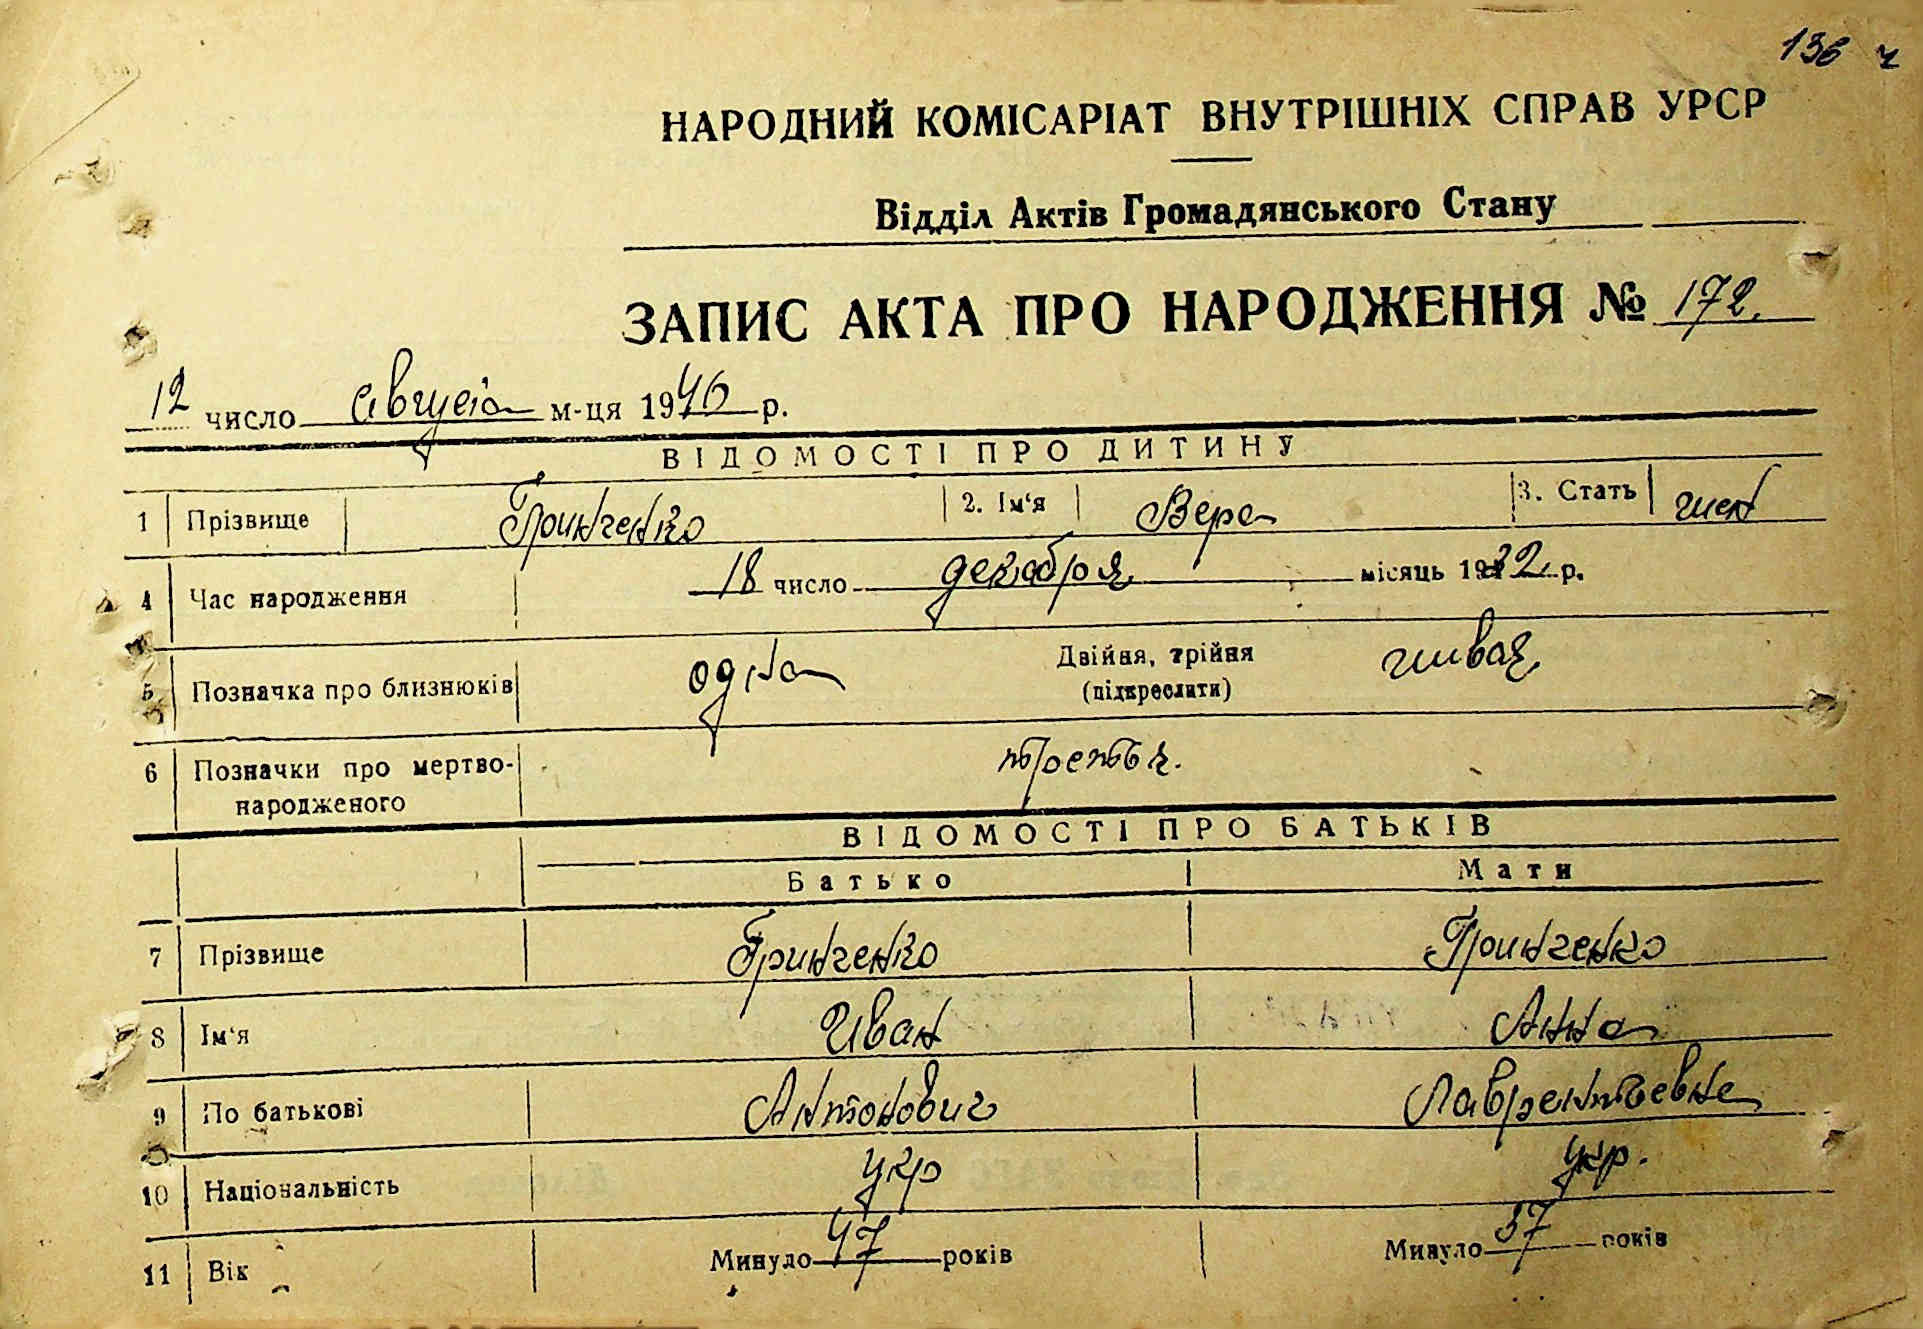 136 ч
НАРОДНИЙ КОМІСАРІАТ ВНУТРІШНІХ СПРАВ УРСР
Відділ Актів Громадянського Стану
ЗАПИС АКТА ПРО НАРОДЖЕННЯ № 172.
12 число августа м-ця 1946 р.
ВІДОМОСТІ ПРО ДИТИНУ
1 Прізвище Гринченко 2. Ім‘я Вера 3. Стать жен
4 Час народження 18 число декабря місяць 1932 р.
5 Позначка про близнюків одна Двійня, трійня (підкреслити) живая
6 Позначки про мертво-
народженого третья.
ВІДОМОСТІ ПРО БАТЬКІВ
Батько Мати
7 Прізвище Гринченко Гринченко
8 Ім‘я Иван Анна
9 По батькові Антонович Лаврентьевна
10 Національність укр укр.
11 Вік Минуло 47 років Минуло 37 років